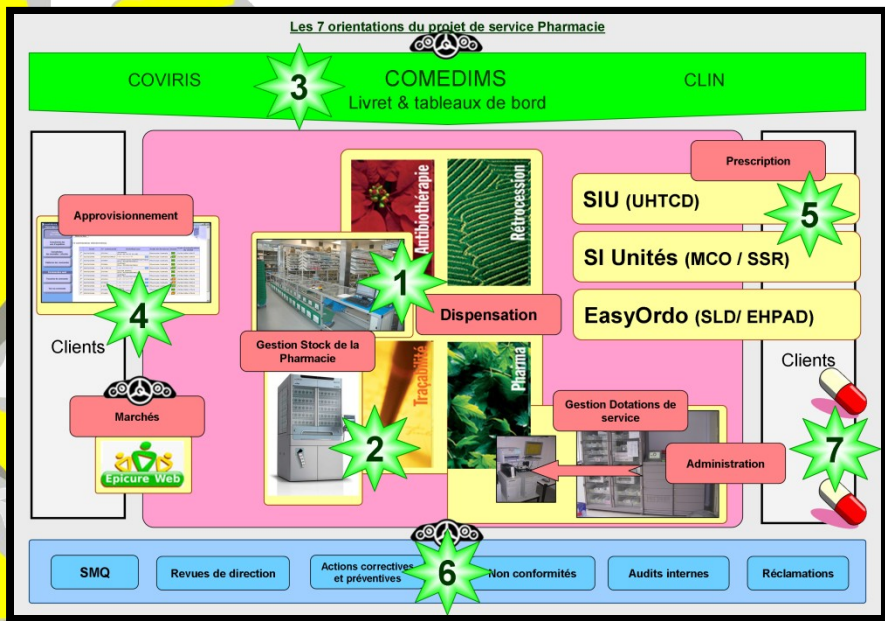 Les 7 orientations du projet de service Pharmacie
COVIRIS
3
COMEDIMS
Livret & tableaux de bord
CLIN
Approvisionnement
4
Clients
Marchés
Epicure Web
Antibiothérapie
Rétrocession
1
Dispensation
Gestion Stock de la
Pharmacie
2
Traçabilité
Pharma
Prescription
SIU (UHTCD)
5
SI Unités (MCO / SSR)
EasyOrdo (SLD/ EHPAD)
Gestion Dotations de
service
Administration
Clients
7
SMQ
Revues de direction
Actions correctives
et préventives
6
Non conformités
Audits internes
Réclamations